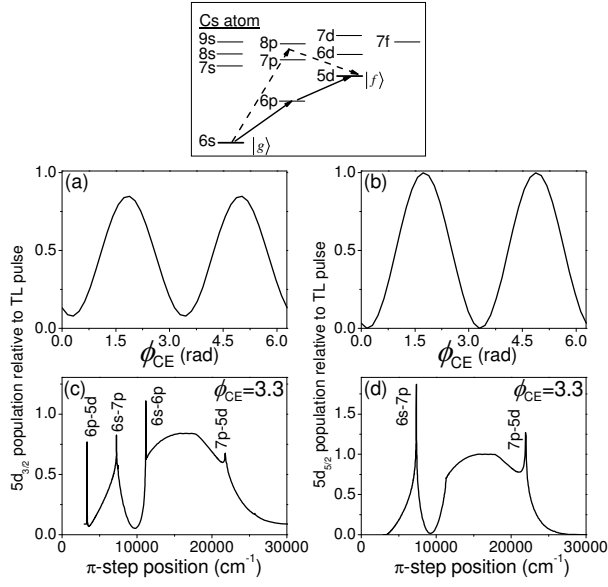 Cs atom
9s 8p 7d 7f
8s 7p 6d
7s 5d |f⟩
6p
6s |g⟩
(a) (b)
1.0 1.0
0.5 0.5
0.0 0.0
0.0 1.5 3.0 4.5 6.0 0.0 1.5 3.0 4.5 6.0
ϕCE (rad) ϕCE (rad)
5d3/2 population relative to TL pulse
5d5/2 population relative to TL pulse
(c) ϕCE=3.3 (d) ϕCE=3.3
6p-5d 6s-7p 6s-6p 7p-5d 6s-7p 7p-5d
1.0 1.5
0.5 1.0
0.0 0.5
0.0
0 10000 20000 30000 0 10000 20000 30000
π-step position (cm⁻¹) π-step position (cm⁻¹)